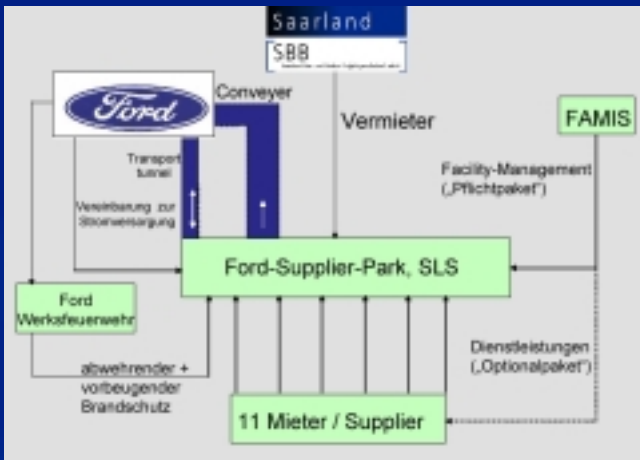 Saarland
SBB
Ford
Conveyer
Vermieter
FAMIS
Transport
tunnel
Facility-Management
(„Pflichtpaket")
Vereinbarung zur
Stromversorgung
Ford-Supplier-Park, SLS
Ford
Werksfeuerwehr
abwehrender +
vorbeugender
Brandschutz
Dienstleistungen
(„Optionalpaket")
11 Mieter / Supplier